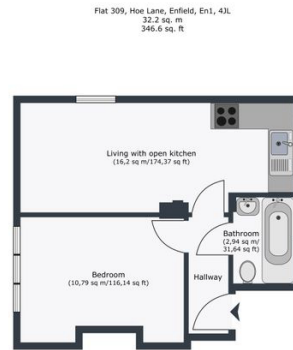 Flat 309, Hoe Lane, Enfield, En1, 4JL
32.2 sq. m
346.6 sq. ft
Living with open kitchen
(16,2 sq m/174,37 sq ft)
Bathroom
(2,94 sq m/
31,64 sq ft)
Bedroom
(10,79 sq m/116,14 sq ft)
Hallway